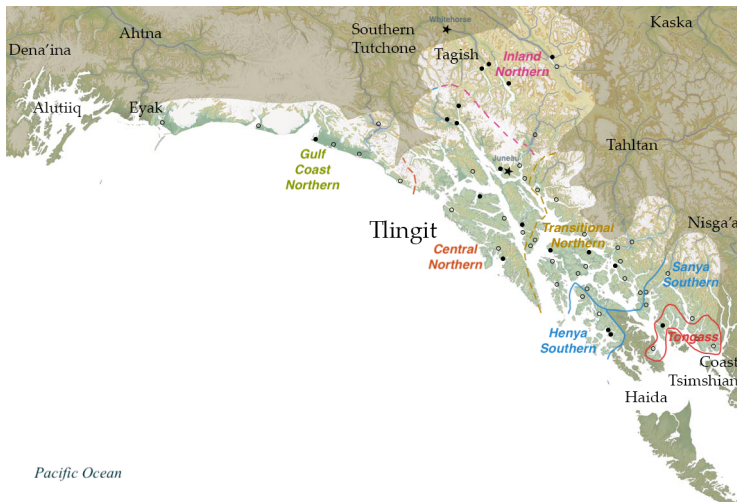 Whitehorse
Southern
Tutchone
Kaska
Ahtna
Dena’ina
Tagish
Inland
Northern
Alutiiq
Eyak
Tahltan
Juneau
Gulf
Coast
Northern
Nisga’a
Tlingit
Transitional
Northern
Central
Northern
Sanya
Southern
Henya
Southern
Tongass
Coast
Tsimshian
Haida
Pacific Ocean